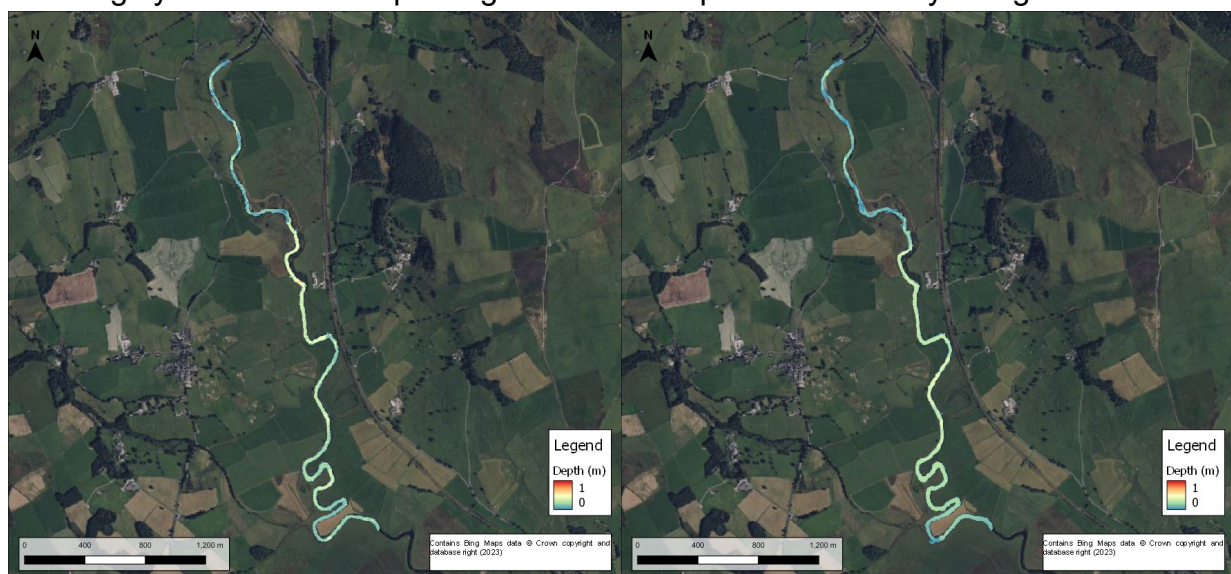 N
N
Legend
Depth (m)
1
0
Contains Bing Maps data © Crown copyright and
database right (2023)
0 400 800 1,200 m
Legend
Depth (m)
1
0
Contains Bing Maps data © Crown copyright and
database right (2023)
0 400 800 1,200 m